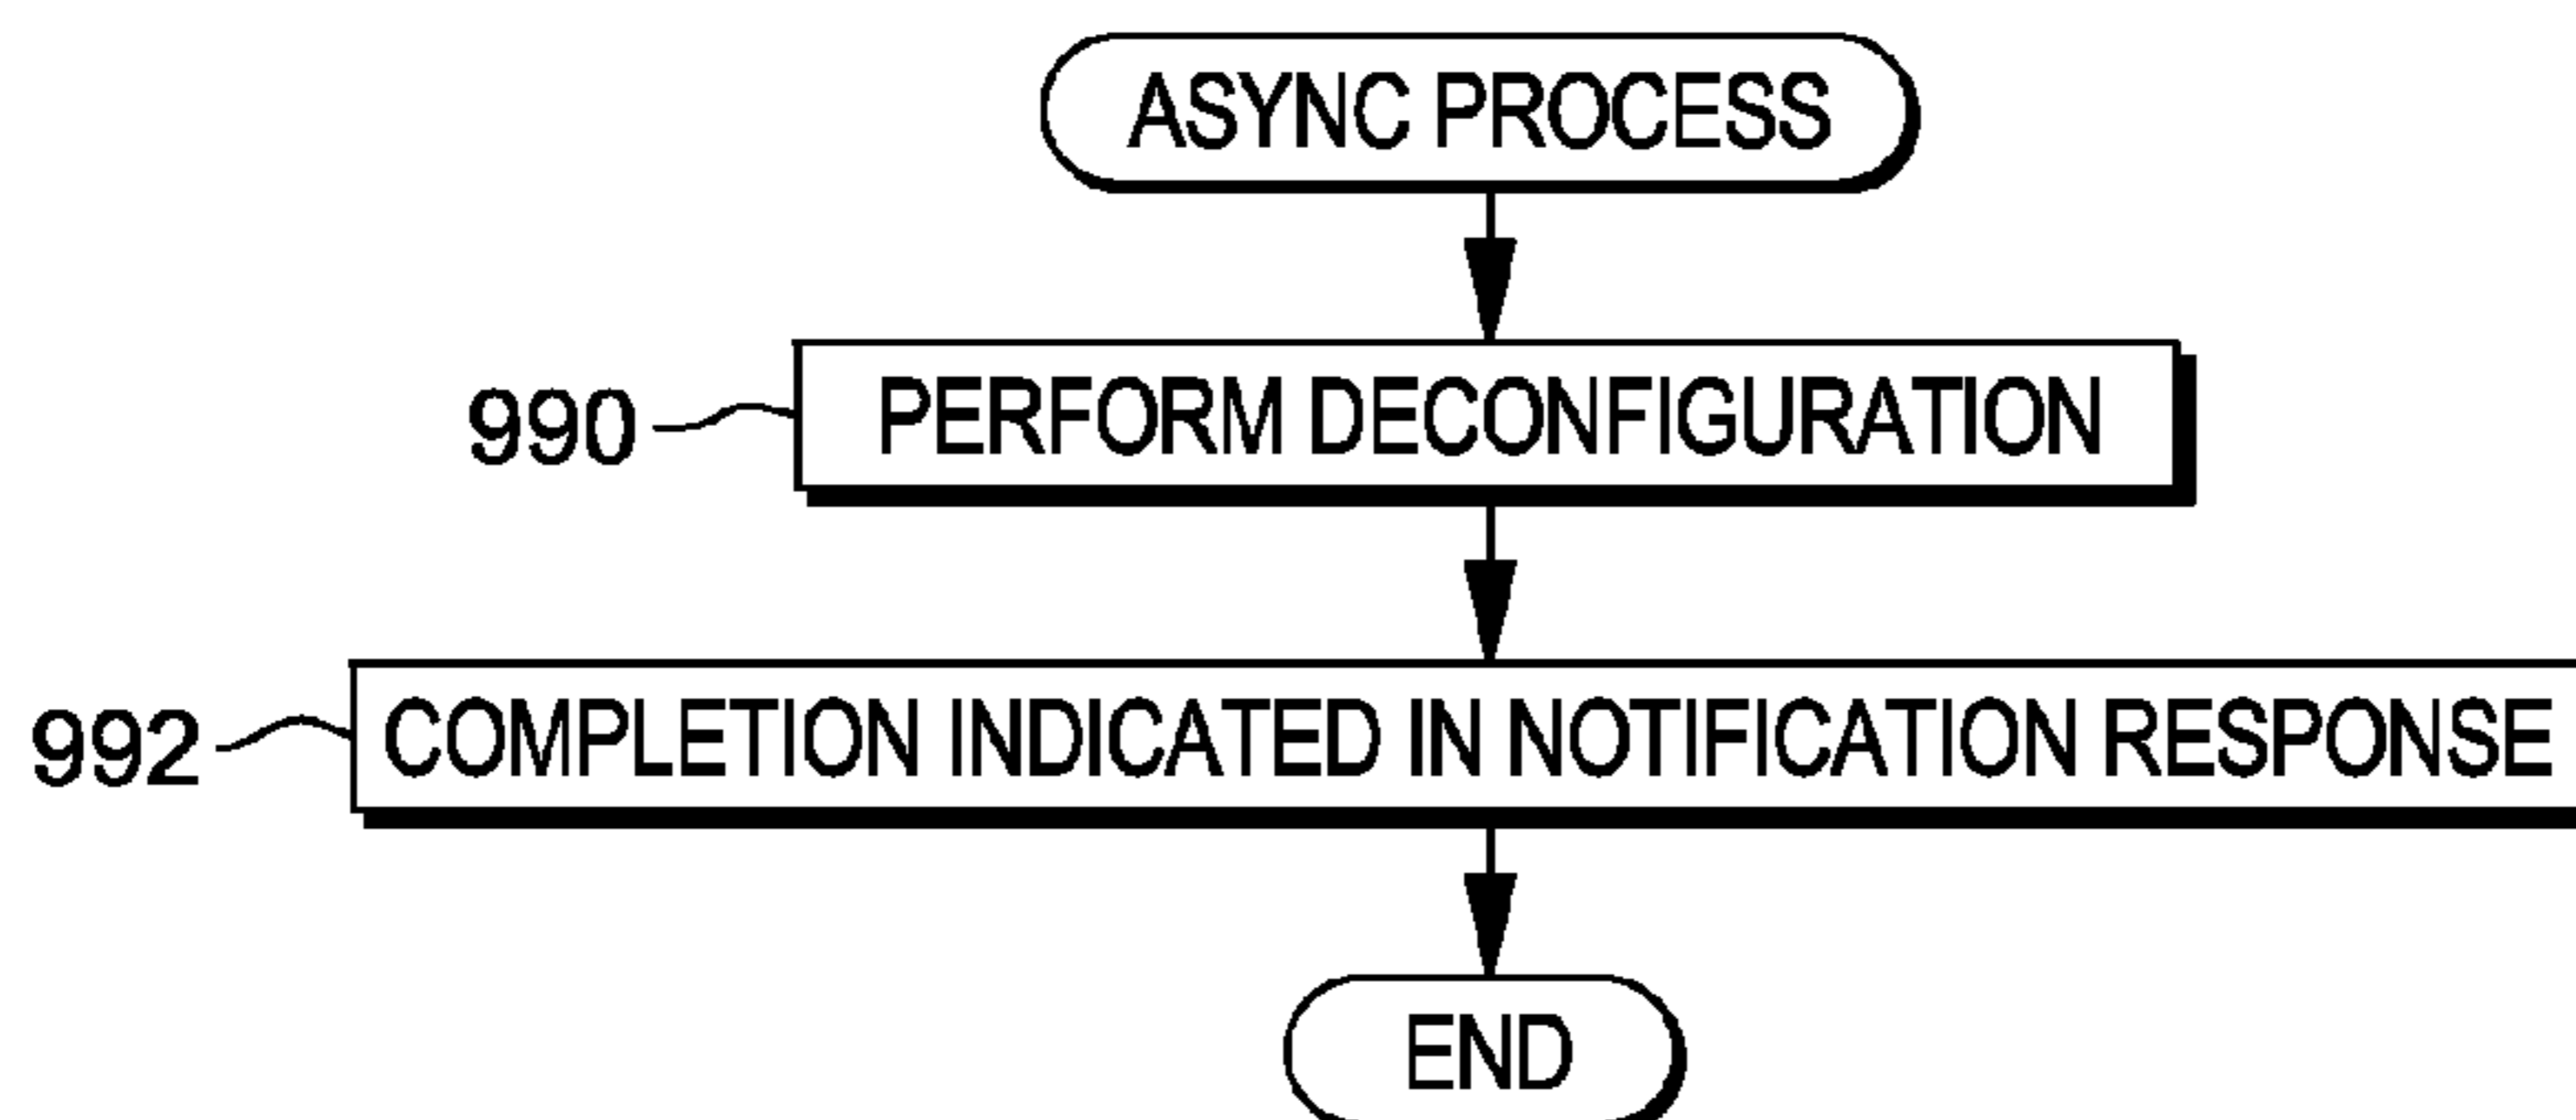 ASYNC PROCESS
990 PERFORM DECONFIGURATION
992 COMPLETION INDICATED IN NOTIFICATION RESPONSE
END